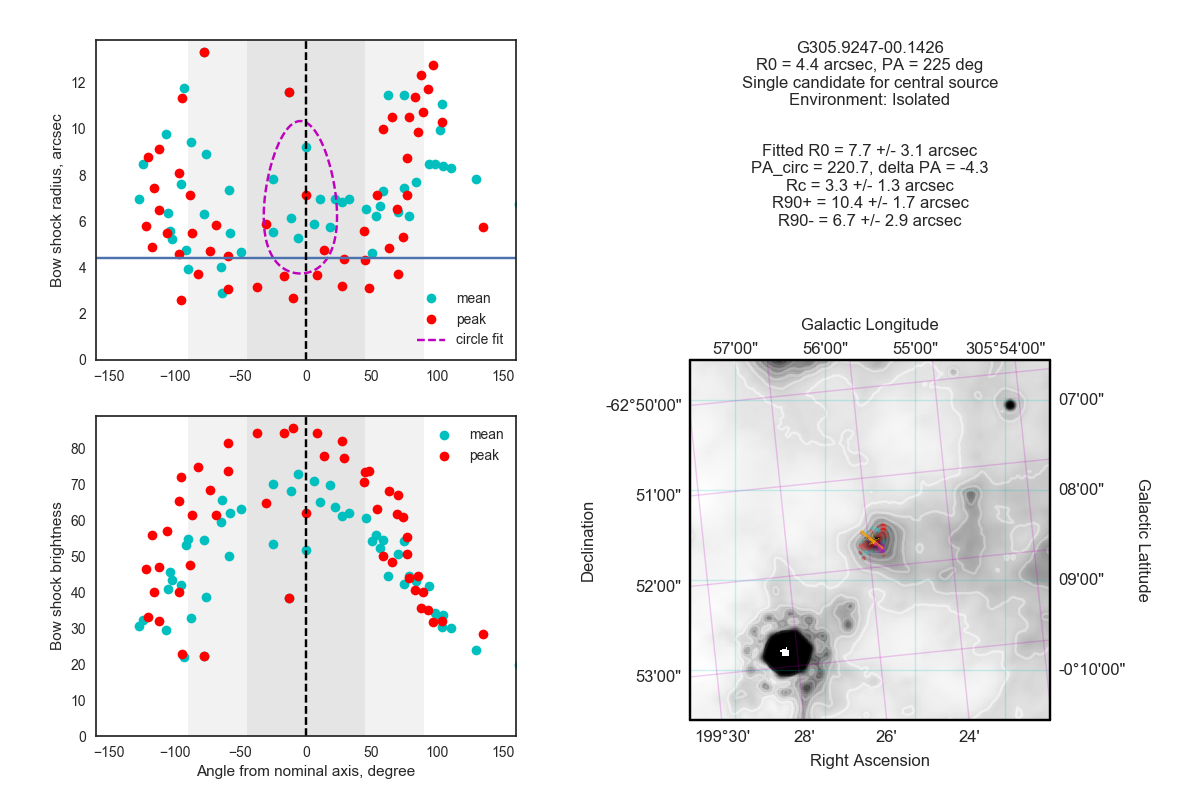 G305.9247-00.1426
R0 = 4.4 arcsec, PA = 225 deg
Single candidate for central source
Environment: Isolated
Fitted R0 = 7.7 +/- 3.1 arcsec
PA_circ = 220.7, delta PA = -4.3
Rc = 3.3 +/- 1.3 arcsec
R90+ = 10.4 +/- 1.7 arcsec
R90- = 6.7 +/- 2.9 arcsec
Bow shock radius, arcsec
12
10
8
6
4
2
0
mean
peak
circle fit
−150 −100 −50 0 50 100 150
Bow shock brightness
80
70
60
50
40
30
20
10
0
mean
peak
−150 −100 −50 0 50 100 150
Angle from nominal axis, degree
Galactic Longitude
57'00" 56'00" 55'00" 305°54'00"
-62°50'00"
51'00"
52'00"
53'00"
Declination
07'00"
08'00"
09'00"
-0°10'00"
Galactic Latitude
199°30' 28' 26' 24'
Right Ascension